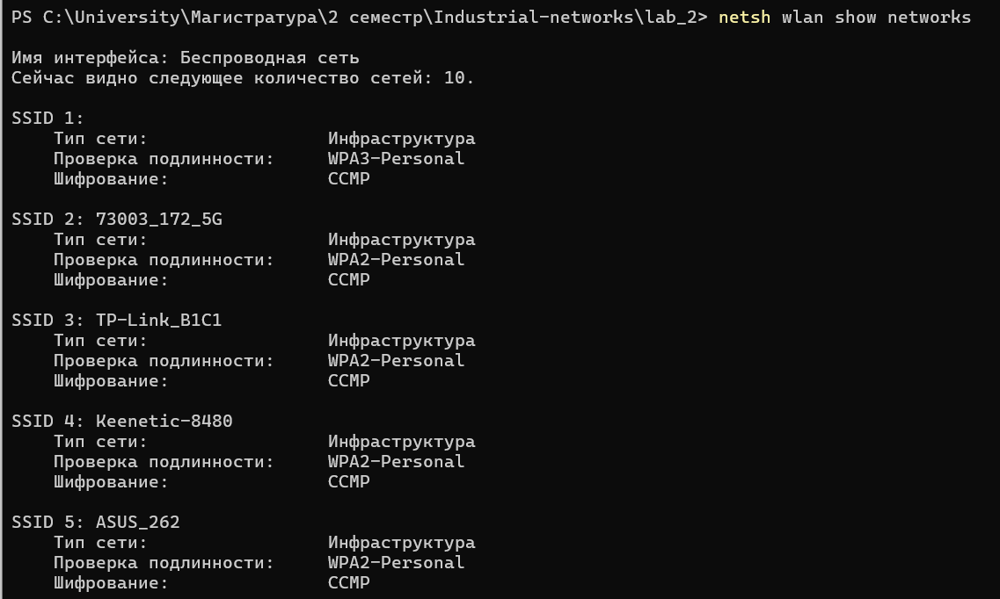 PS C:\University\Магистратура\2 семестр\Industrial-networks\lab_2> netsh wlan show networks
Имя интерфейса: Беспроводная сеть
Сейчас видно следующее количество сетей: 10.
SSID 1:
Тип сети: Инфраструктура
Проверка подлинности: WPA3-Personal
Шифрование: CCMP
SSID 2: 73003_172_5G
Тип сети: Инфраструктура
Проверка подлинности: WPA2-Personal
Шифрование: CCMP
SSID 3: TP-Link_B1C1
Тип сети: Инфраструктура
Проверка подлинности: WPA2-Personal
Шифрование: CCMP
SSID 4: Keenetic-8480
Тип сети: Инфраструктура
Проверка подлинности: WPA2-Personal
Шифрование: CCMP
SSID 5: ASUS_262
Тип сети: Инфраструктура
Проверка подлинности: WPA2-Personal
Шифрование: CCMP